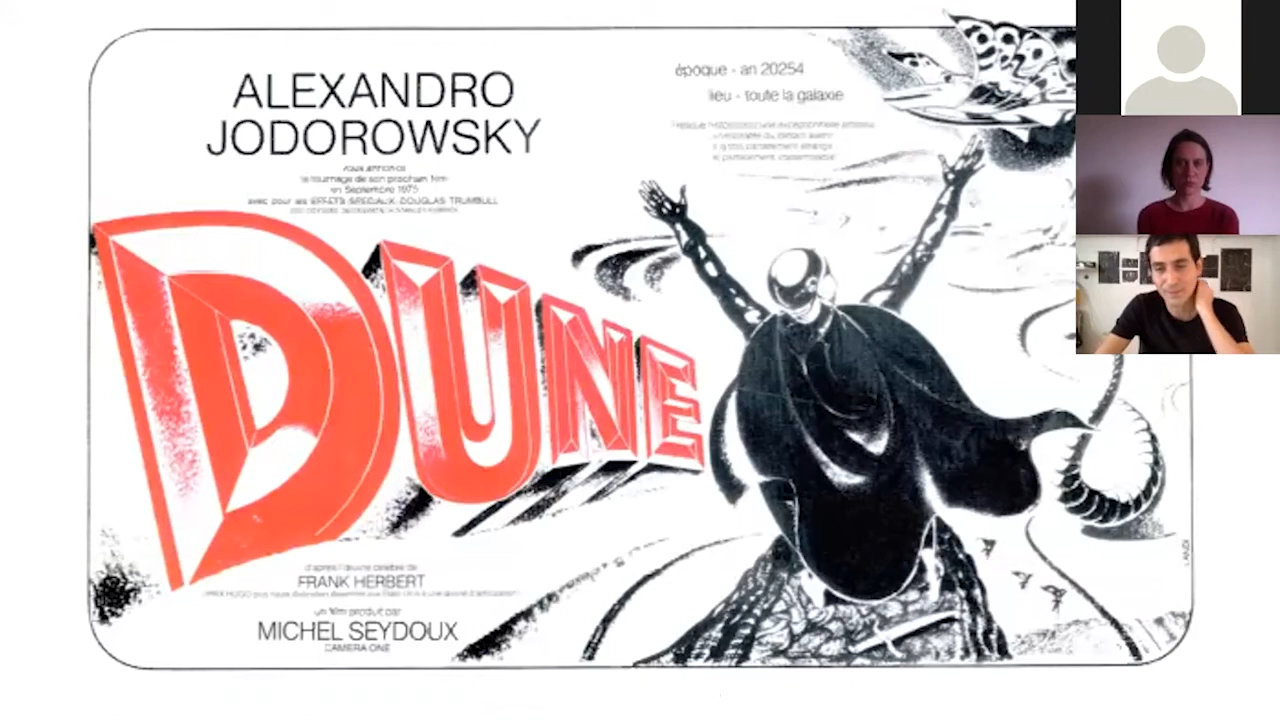 ALEXANDRO
JODOROWSKY
vous annonce
le tournage de son prochain film
en Septembre 1975
avec pour les EFFETS SPECIAUX DOUGLAS TRUMBULL
époque - an 20254
lieu - toute la galaxie
DUNE
d'après l'œuvre célèbre de
FRANK HERBERT
un film produit par
MICHEL SEYDOUX
CAMERA ONE
LANDI